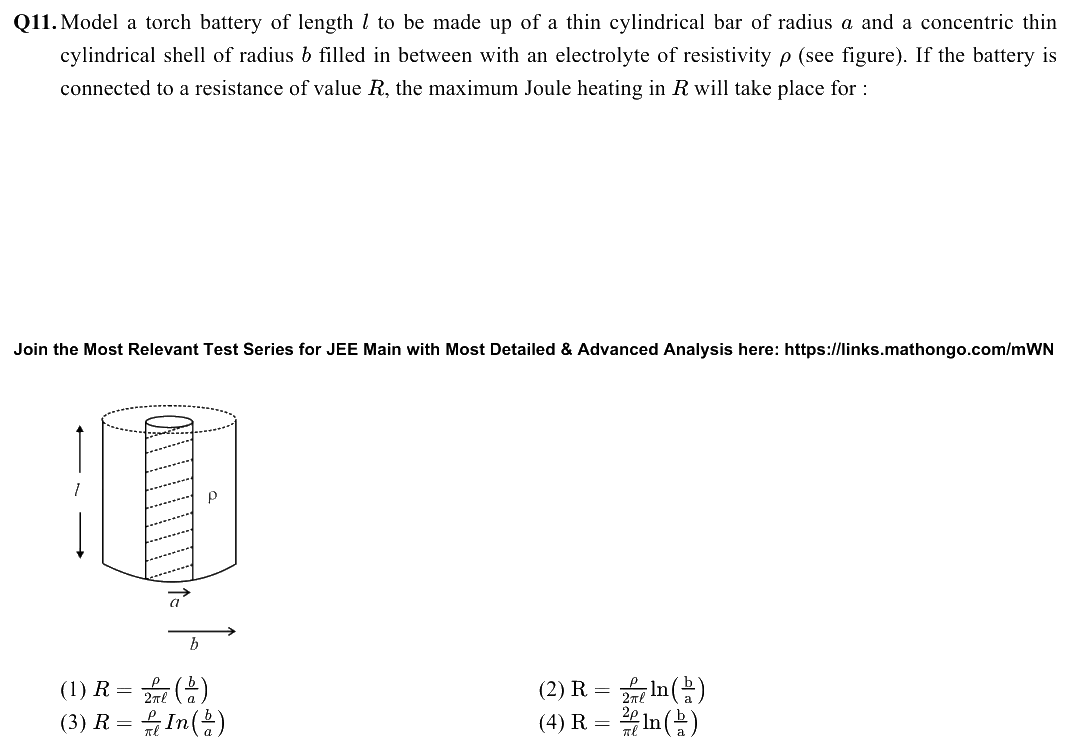 Q11. Model a torch battery of length l to be made up of a thin cylindrical bar of radius a and a concentric thin
cylindrical shell of radius b filled in between with an electrolyte of resistivity ρ (see figure). If the battery is
connected to a resistance of value R, the maximum Joule heating in R will take place for :
Join the Most Relevant Test Series for JEE Main with Most Detailed & Advanced Analysis here: https://links.mathongo.com/mWN
l
ρ
a
b
(1) R = ρ/2πℓ (b/a) (2) R = ρ/2πℓ ln(b/a)
(3) R = ρ/πℓ In(b/a) (4) R = 2ρ/πℓ ln(b/a)